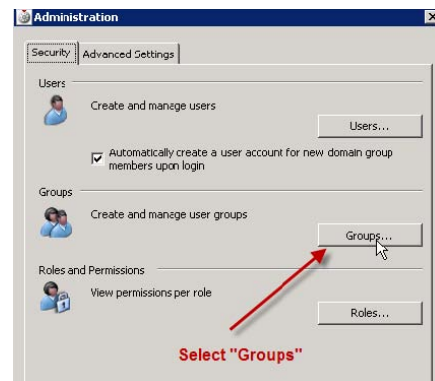 Administration
Security Advanced Settings
Users
Create and manage users
Users...
Automatically create a user account for new domain group
members upon login
Groups
Create and manage user groups
Groups...
Roles and Permissions
View permissions per role
Roles...
Select "Groups"